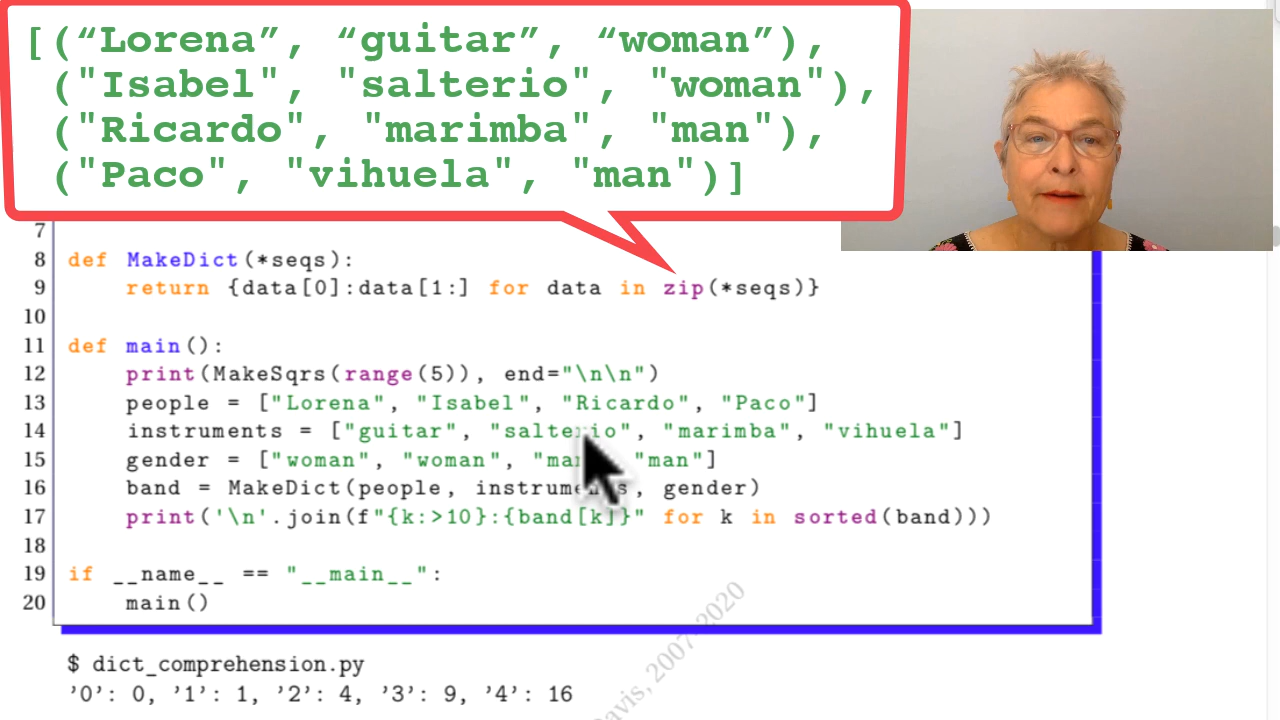 [(“Lorena”, “guitar”, “woman”),
("Isabel", "salterio", "woman"),
("Ricardo", "marimba", "man"),
("Paco", "vihuela", "man")]
7
8 def MakeDict(*seqs):
9 return {data[0]:data[1:] for data in zip(*seqs)}
10
11 def main():
12 print(MakeSqrs(range(5)), end="\n\n")
13 people = ["Lorena", "Isabel", "Ricardo", "Paco"]
14 instruments = ["guitar", "salterio", "marimba", "vihuela"]
15 gender = ["woman", "woman", "man", "man"]
16 band = MakeDict(people, instruments, gender)
17 print('\n'.join(f"{k:>10}:{band[k]}" for k in sorted(band)))
18
19 if __name__ == "__main__":
20 main()
$ dict_comprehension.py
’0’: 0, ’1’: 1, ’2’: 4, ’3’: 9, ’4’: 16
2020